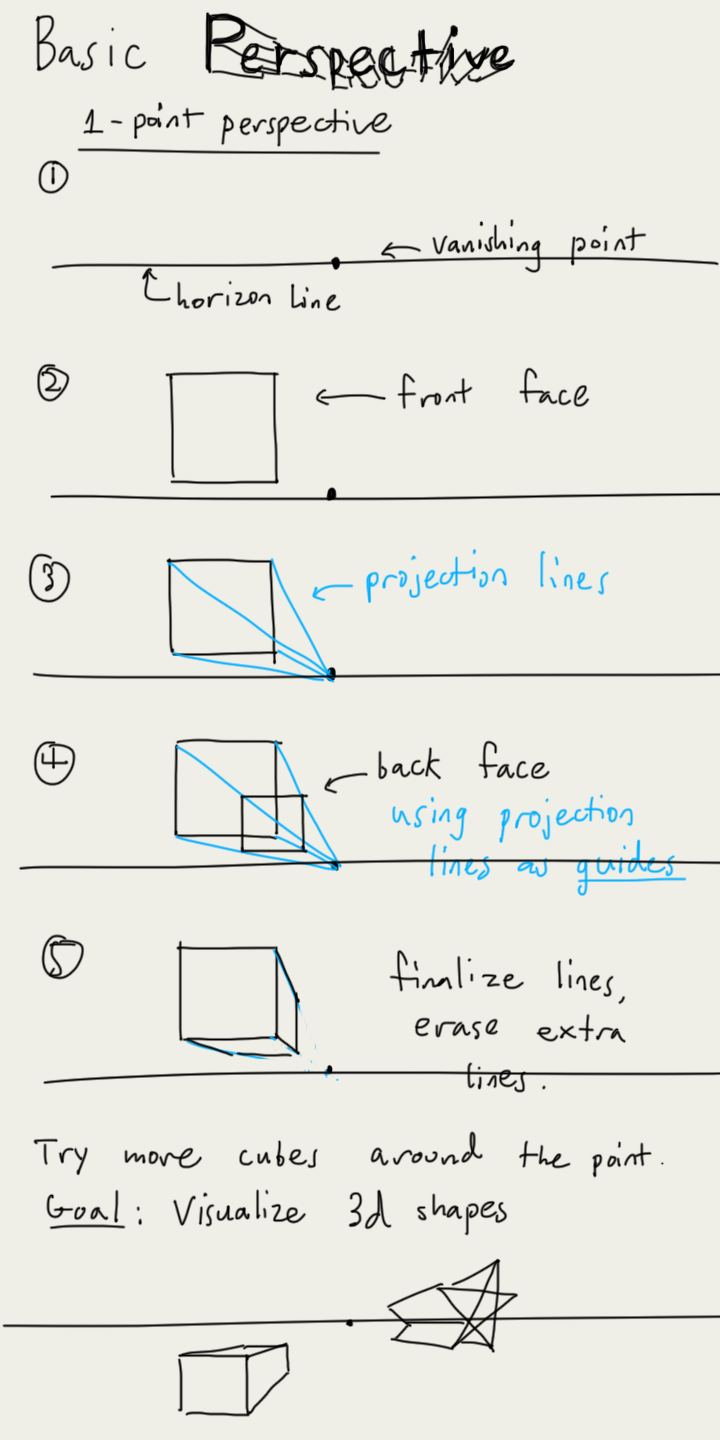 Basic Perspective
1-point perspective
①
vanishing point
horizon line
②
front face
③
projection lines
④
back face
using projection
lines as guides
⑤
finalize lines,
erase extra
lines.
Try more cubes around the point.
Goal: Visualize 3d shapes